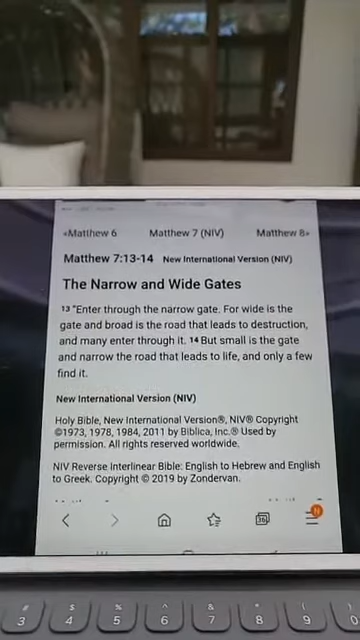 «Matthew 6 Matthew 7 (NIV) Matthew 8»
Matthew 7:13-14 New International Version (NIV)
The Narrow and Wide Gates
13 "Enter through the narrow gate. For wide is the
gate and broad is the road that leads to destruction,
and many enter through it. 14 But small is the gate
and narrow the road that leads to life, and only a few
find it.
New International Version (NIV)
Holy Bible, New International Version®, NIV® Copyright
©1973, 1978, 1984, 2011 by Biblica, Inc.® Used by
permission. All rights reserved worldwide.
NIV Reverse Interlinear Bible: English to Hebrew and English
to Greek. Copyright © 2019 by Zondervan.
36
N
# $ % ^ & * ( )
3 4 5 6 7 8 9 0